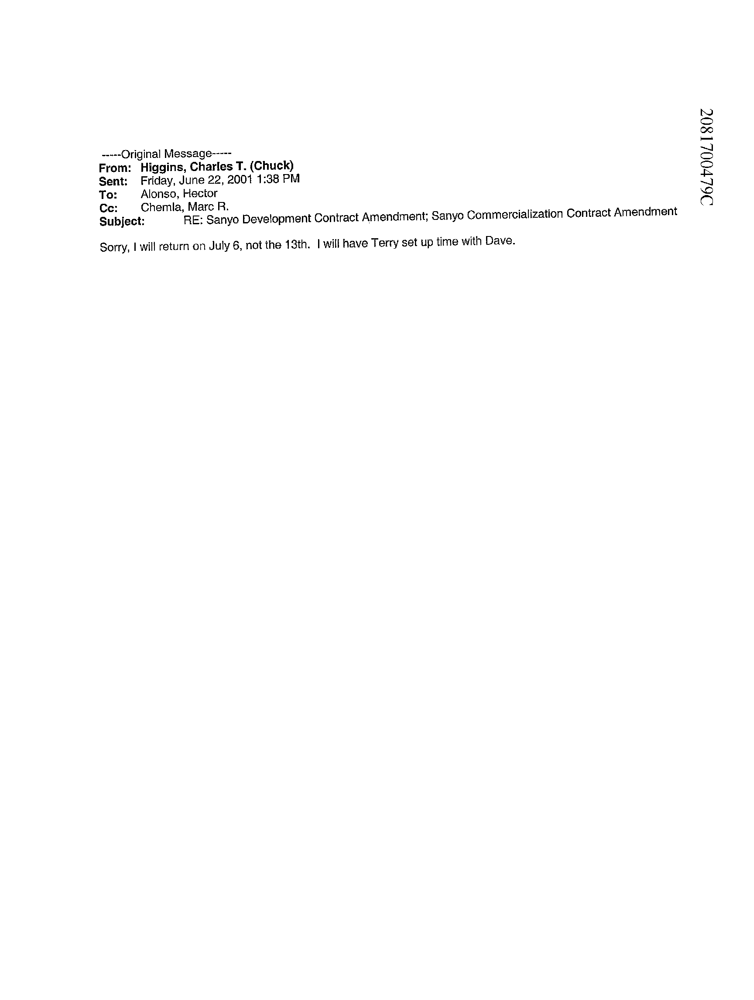 -----Original Message-----
From: Higgins, Charles T. (Chuck)
Sent: Friday, June 22, 2001 1:38 PM
To: Alonso, Hector
Cc: Chemla, Marc R.
Subject: RE: Sanyo Development Contract Amendment; Sanyo Commercialization Contract Amendment
Sorry, I will return on July 6, not the 13th. I will have Terry set up time with Dave.
2081700479C